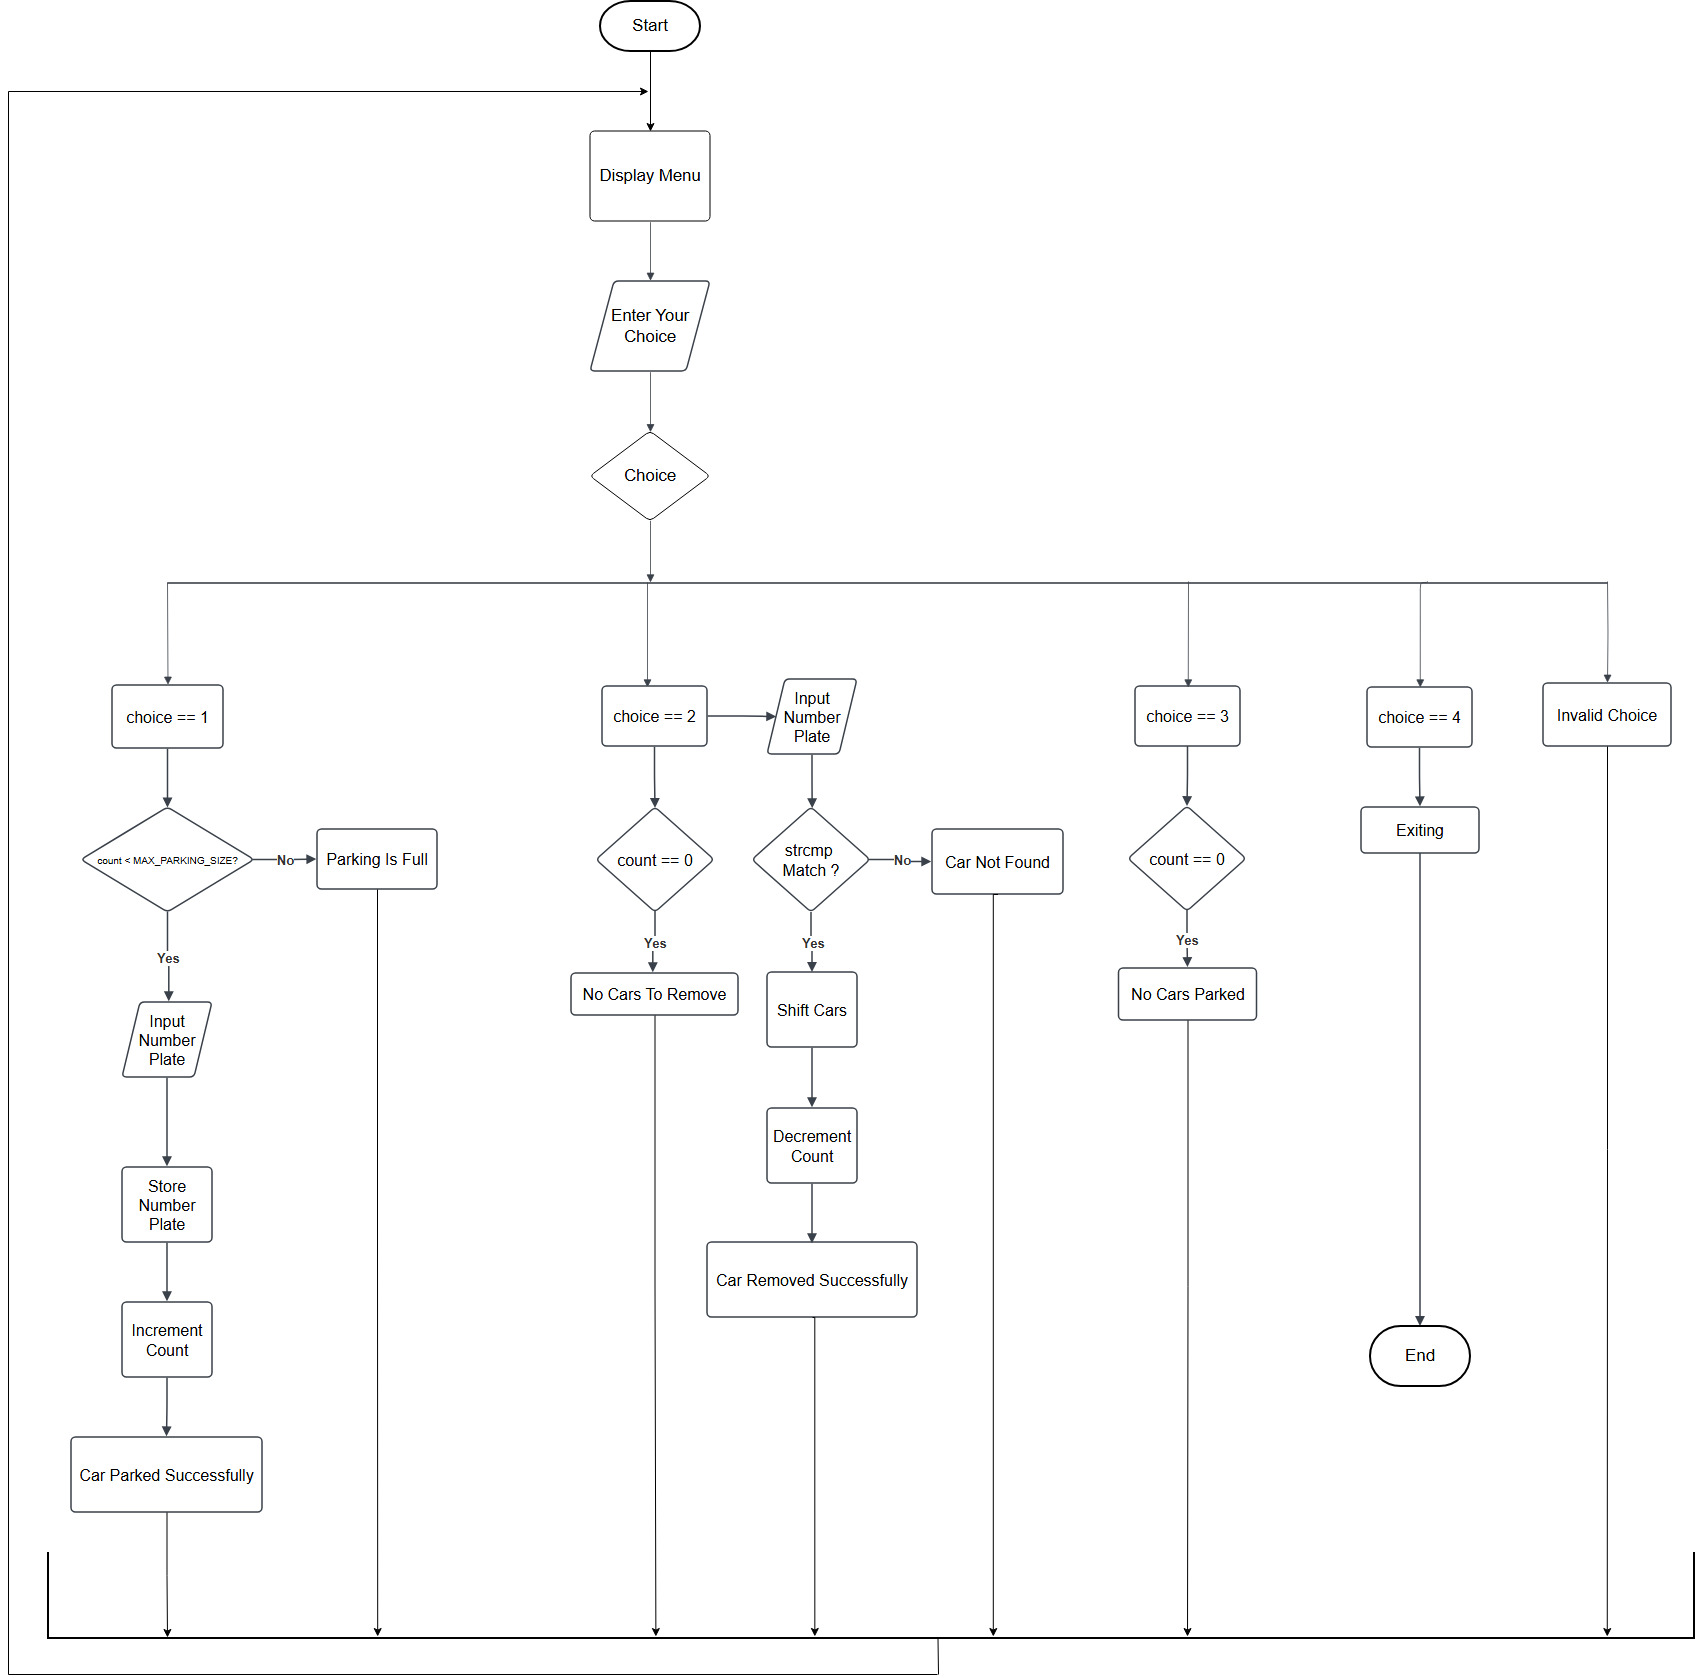 Start
Display Menu
Enter Your
Choice
Choice
choice == 1
choice == 2
Input
Number
Plate
choice == 3
choice == 4
Invalid Choice
count < MAX_PARKING_SIZE?
No
Parking Is Full
count == 0
strcmp
Match ?
No
Car Not Found
count == 0
Exiting
Yes
Yes
Yes
Yes
Input
Number
Plate
No Cars To Remove
Shift Cars
No Cars Parked
Store
Number
Plate
Decrement
Count
Increment
Count
Car Removed Successfully
End
Car Parked Successfully